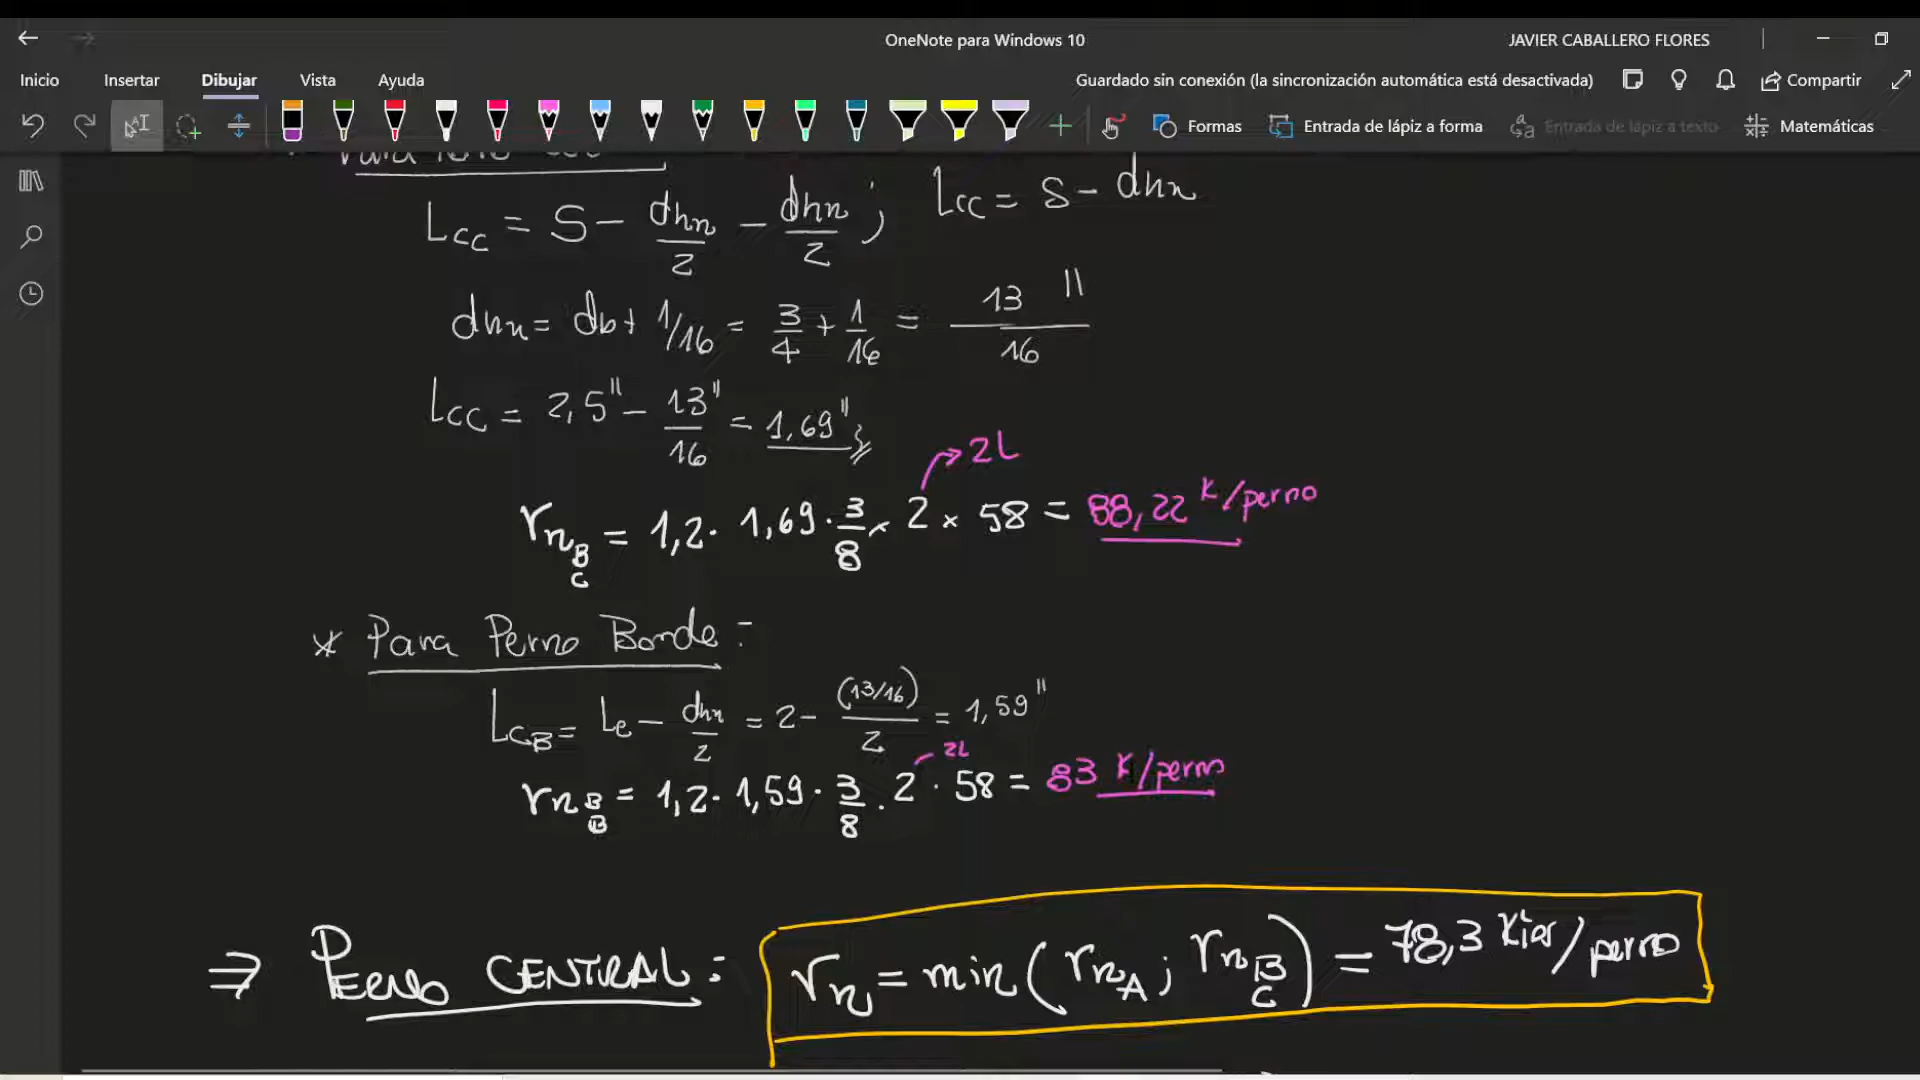 OneNote para Windows 10
JAVIER CABALLERO FLORES
Inicio Insertar Dibujar Vista Ayuda
Guardado sin conexión (la sincronización automática está desactivada) Compartir
Formas Entrada de lápiz a forma Entrada de lápiz a texto Matemáticas
Lcc = S - dhn/2 - dhn/2 ; Lcc = S - dhn
dhn = db + 1/16 = 3/4 + 1/16 = 13/16"
Lcc = 2,5" - 13/16" = 1,69"
2L
rnBC = 1,2 · 1,69 · 3/8 × 2 × 58 = 88,22 K/perno
* Para Perno Borde :
LcB = Le - dhn/2 = 2 - (13/16)/2 = 1,59"
2L
rnBB = 1,2 · 1,59 · 3/8 . 2 · 58 = 83 K/perno
⇒ PERNO CENTRAL : rn = min ( rnA ; rnBC ) = 78,3 Kips/perno